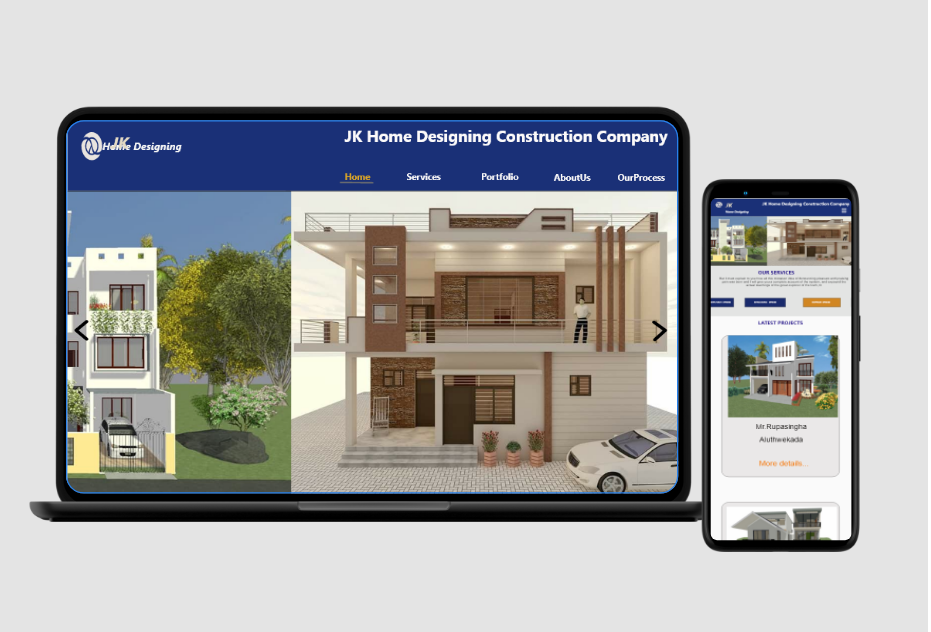 JK
Home Designing
JK Home Designing Construction Company
Home Services Portfolio AboutUs OurProcess
JK
Home Designing
JK Home Designing Construction Company
OUR SERVICES
LATEST PROJECTS
Mr.Rupasingha
Aluthwekada
More details...